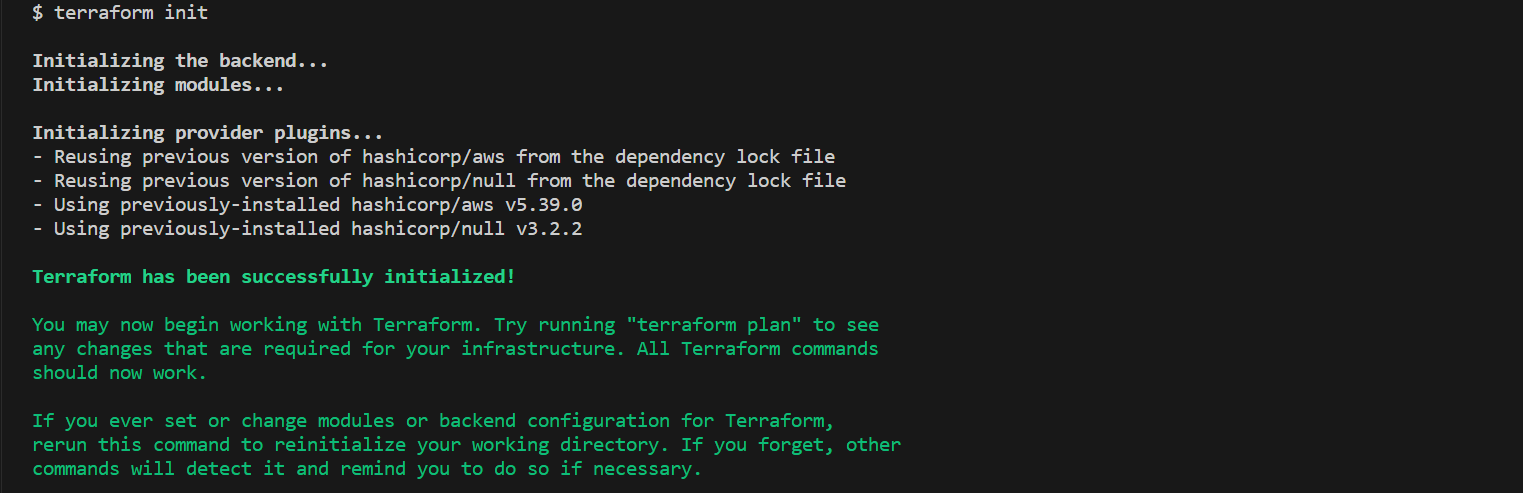 $ terraform init
Initializing the backend...
Initializing modules...
Initializing provider plugins...
- Reusing previous version of hashicorp/aws from the dependency lock file
- Reusing previous version of hashicorp/null from the dependency lock file
- Using previously-installed hashicorp/aws v5.39.0
- Using previously-installed hashicorp/null v3.2.2
Terraform has been successfully initialized!
You may now begin working with Terraform. Try running "terraform plan" to see
any changes that are required for your infrastructure. All Terraform commands
should now work.
If you ever set or change modules or backend configuration for Terraform,
rerun this command to reinitialize your working directory. If you forget, other
commands will detect it and remind you to do so if necessary.